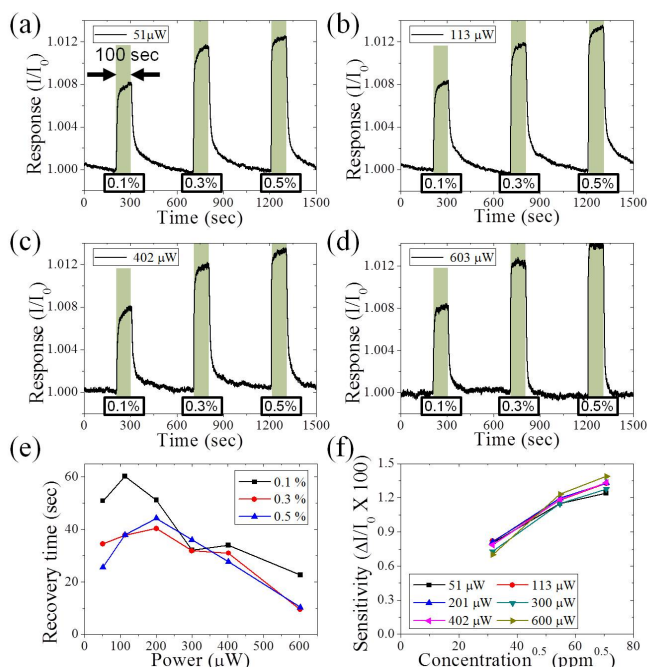 (a)
51μW
100 sec
Response (I/I0)
1.012
1.008
1.004
1.000
0.1%
0.3%
0.5%
0 300 600 900 1200 1500
Time (sec)
(b)
113 μW
Response (I/I0)
1.012
1.008
1.004
1.000
0.1%
0.3%
0.5%
0 300 600 900 1200 1500
Time (sec)
(c)
402 μW
Response (I/I0)
1.012
1.008
1.004
1.000
0.1%
0.3%
0.5%
0 300 600 900 1200 1500
Time (sec)
(d)
603 μW
Response (I/I0)
1.012
1.008
1.004
1.000
0.1%
0.3%
0.5%
0 300 600 900 1200 1500
Time (sec)
(e)
0.1 %
0.3 %
0.5 %
Recovery time (sec)
60
40
20
0
0 100 200 300 400 500 600
Power (μW)
(f)
Sensitivity (ΔI/I0 X 100)
1.5
1.2
0.9
0.6
0.3
0.0
51 μW 113 μW
201 μW 300 μW
402 μW 600 μW
0 20 40 60 80
Concentration0.5 (ppm0.5)